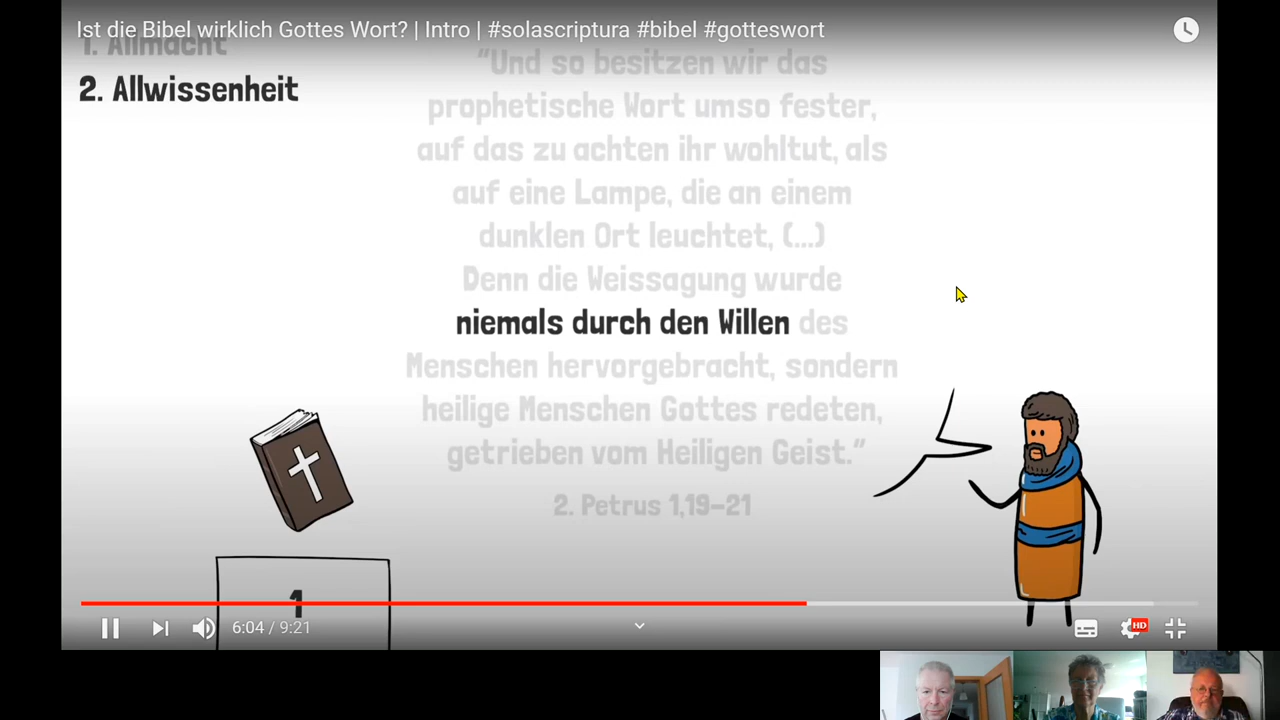 Ist die Bibel wirklich Gottes Wort? | Intro | #solascriptura #bibel #gotteswort
1. Allmacht
2. Allwissenheit
"Und so besitzen wir das
prophetische Wort umso fester,
auf das zu achten ihr wohltut, als
auf eine Lampe, die an einem
dunklen Ort leuchtet, (...)
Denn die Weissagung wurde
niemals durch den Willen des
Menschen hervorgebracht, sondern
heilige Menschen Gottes redeten,
getrieben vom Heiligen Geist."
2. Petrus 1,19–21
1
6:04 / 9:21
HD